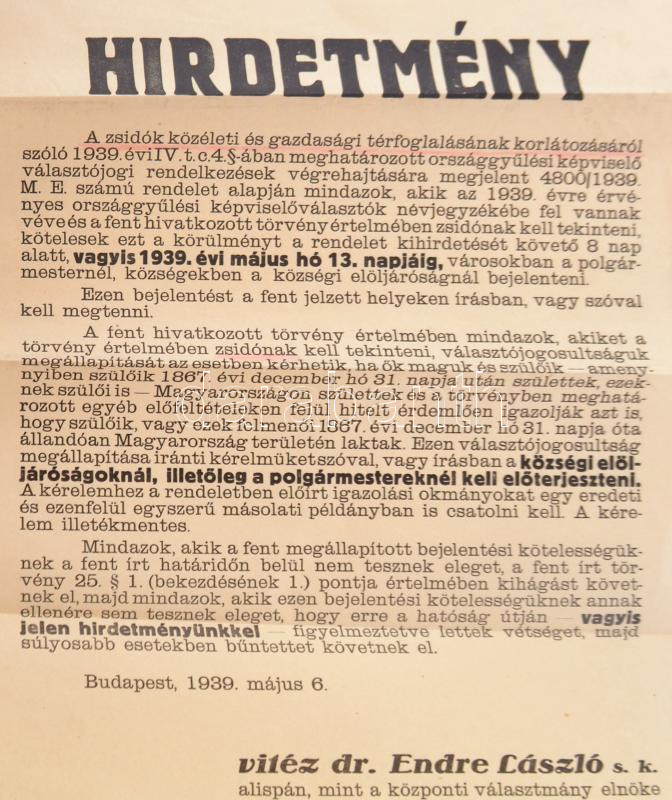 HIRDETMÉNY
A zsidók közéleti és gazdasági térfoglalásának korlátozásáról
szóló 1939. évi IV. t. c. 4. §-ában meghatározott országgyűlési képviselő
választójogi rendelkezések végrehajtására megjelent 4800/1939.
M. E. számú rendelet alapján mindazok, akik az 1939. évre érvé-
nyes országgyűlési képviselőválasztók névjegyzékébe fel vannak
véve és a fent hivatkozott törvény értelmében zsidónak kell tekinteni,
kötelesek ezt a körülményt a rendelet kihirdetését követő 8 nap
alatt, vagyis 1939. évi május hó 13. napjáig, városokban a polgár-
mesternél, községekben a községi elöljáróságnál bejelenteni.
Ezen bejelentést a fent jelzett helyeken írásban, vagy szóval
kell megtenni.
A fent hivatkozott törvény értelmében mindazok, akiket a
törvény értelmében zsidónak kell tekinteni, választójogosultságuk
megállapítását az esetben kérhetik, ha ők maguk és szülőik — ameny-
nyiben szülőik 1867. évi december hó 31. napja után születtek, ezek-
nek szülői is — Magyarországon születtek és a törvényben meghatá-
rozott egyéb előfeltételeken felül hitelt érdemlően igazolják azt is,
hogy szülőik, vagy ezek felmenői 1867. évi december hó 31. napja óta
állandóan Magyarország területén laktak. Ezen választójogosultság
megállapítása iránti kérelmüket szóval, vagy írásban a községi elöl-
járóságoknál, illetőleg a polgármestereknél kell előterjeszteni.
A kérelemhez a rendeletben előírt igazolási okmányokat egy eredeti
és ezenfelül egyszerű másolati példányban is csatolni kell. A kére-
lem illetékmentes.
Mindazok, akik a fent megállapított bejelentési kötelességük-
nek a fent írt határidőn belül nem tesznek eleget, a fent írt tör-
vény 25. § 1. (bekezdésének 1.) pontja értelmében kihágást követ-
nek el, majd mindazok, akik ezen bejelentési kötelességüknek annak
ellenére sem tesznek eleget, hogy erre a hatóság útján — vagyis
jelen hirdetményünkkel — figyelmeztetve lettek vétséget, majd
súlyosabb esetekben bűntettet követnek el.
Budapest, 1939. május 6.
vitéz dr. Endre László s. k.
alispán, mint a központi választmány elnöke